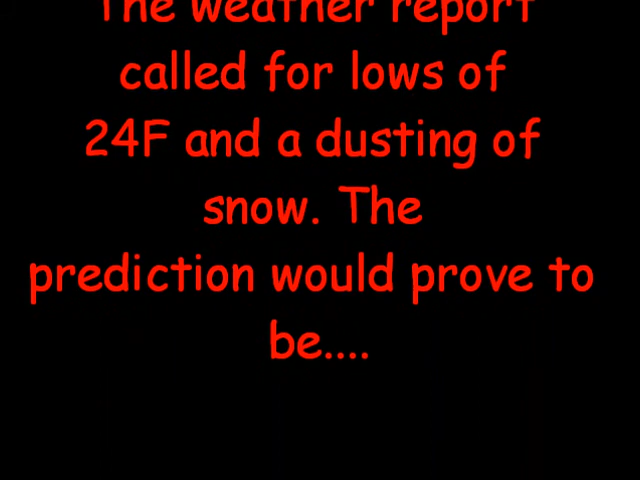 The weather report
called for lows of
24F and a dusting of
snow. The
prediction would prove to
be....